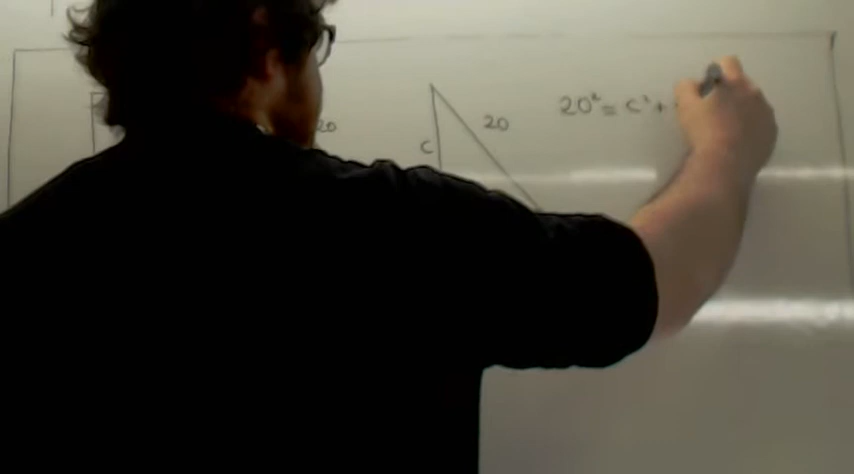 20
c
20
20² = c² +